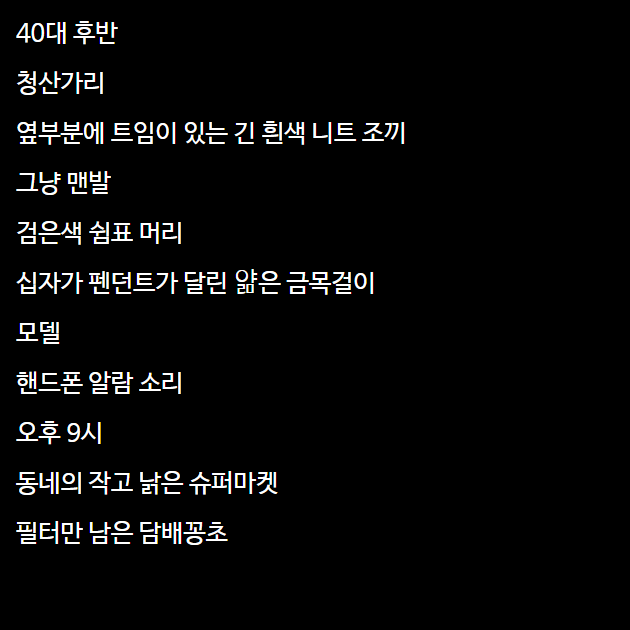 40대 후반
청산가리
옆부분에 트임이 있는 긴 흰색 니트 조끼
그냥 맨발
검은색 쉼표 머리
십자가 펜던트가 달린 얇은 금목걸이
모델
핸드폰 알람 소리
오후 9시
동네의 작고 낡은 슈퍼마켓
필터만 남은 담배꽁초